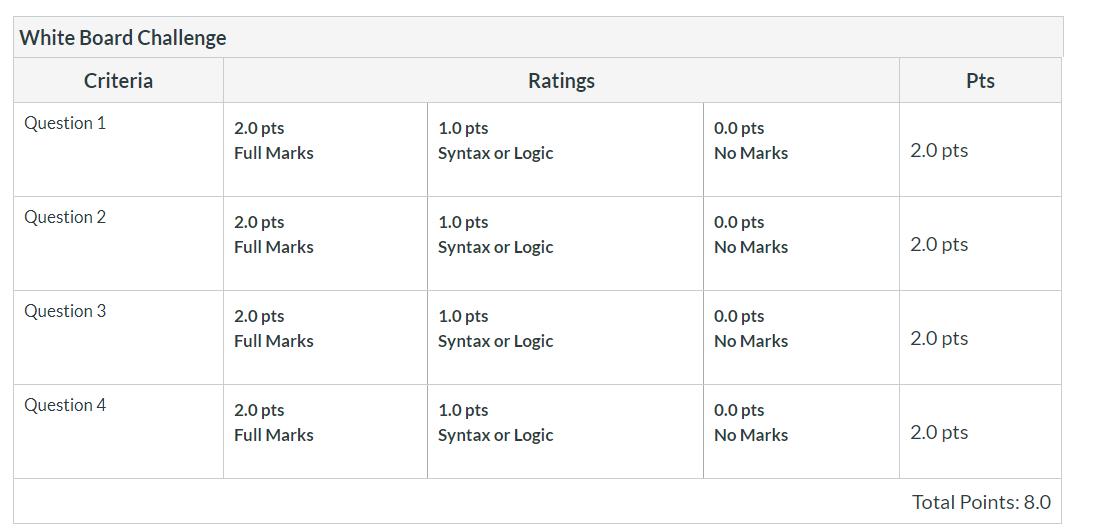 White Board Challenge
Criteria Ratings Pts
Question 1
2.0 pts
Full Marks
1.0 pts
Syntax or Logic
0.0 pts
No Marks
2.0 pts
Question 2
2.0 pts
Full Marks
1.0 pts
Syntax or Logic
0.0 pts
No Marks
2.0 pts
Question 3
2.0 pts
Full Marks
1.0 pts
Syntax or Logic
0.0 pts
No Marks
2.0 pts
Question 4
2.0 pts
Full Marks
1.0 pts
Syntax or Logic
0.0 pts
No Marks
2.0 pts
Total Points: 8.0